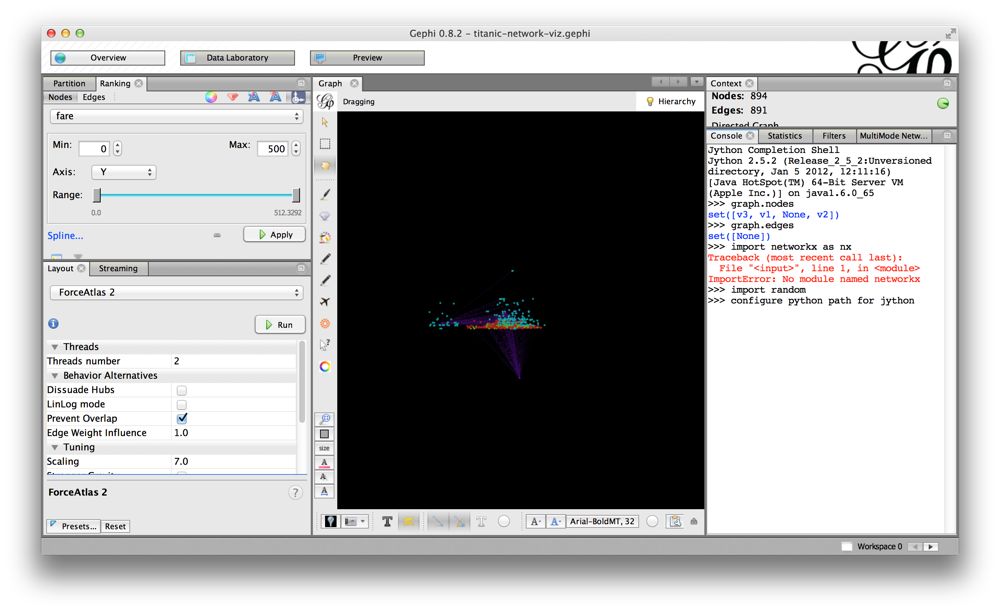 Gephi 0.8.2 - titanic-network-viz.gephi
Overview
Data Laboratory
Preview
Partition
Ranking
Nodes
Edges
fare
Min:
0
Max:
500
Axis:
Y
Range:
0.0
512.3292
Spline...
Apply
Layout
Streaming
ForceAtlas 2
Run
Threads
Threads number
2
Behavior Alternatives
Dissuade Hubs
LinLog mode
Prevent Overlap
Edge Weight Influence
1.0
Tuning
Scaling
7.0
ForceAtlas 2
?
Presets...
Reset
Graph
Dragging
Hierarchy
size
A
A
A
T
T
A-
A-
Arial-BoldMT, 32
Context
Nodes: 894
Edges: 891
Directed Graph
Console
Statistics
Filters
MultiMode Netw...
Jython Completion Shell
Jython 2.5.2 (Release_2_5_2:Unversioned
directory, Jan 5 2012, 12:11:16)
[Java HotSpot(TM) 64-Bit Server VM
(Apple Inc.)] on java1.6.0_65
>>> graph.nodes
set([v3, v1, None, v2])
>>> graph.edges
set([None])
>>> import networkx as nx
Traceback (most recent call last):
File "<input>", line 1, in <module>
ImportError: No module named networkx
>>> import random
>>> configure python path for jython
Workspace 0